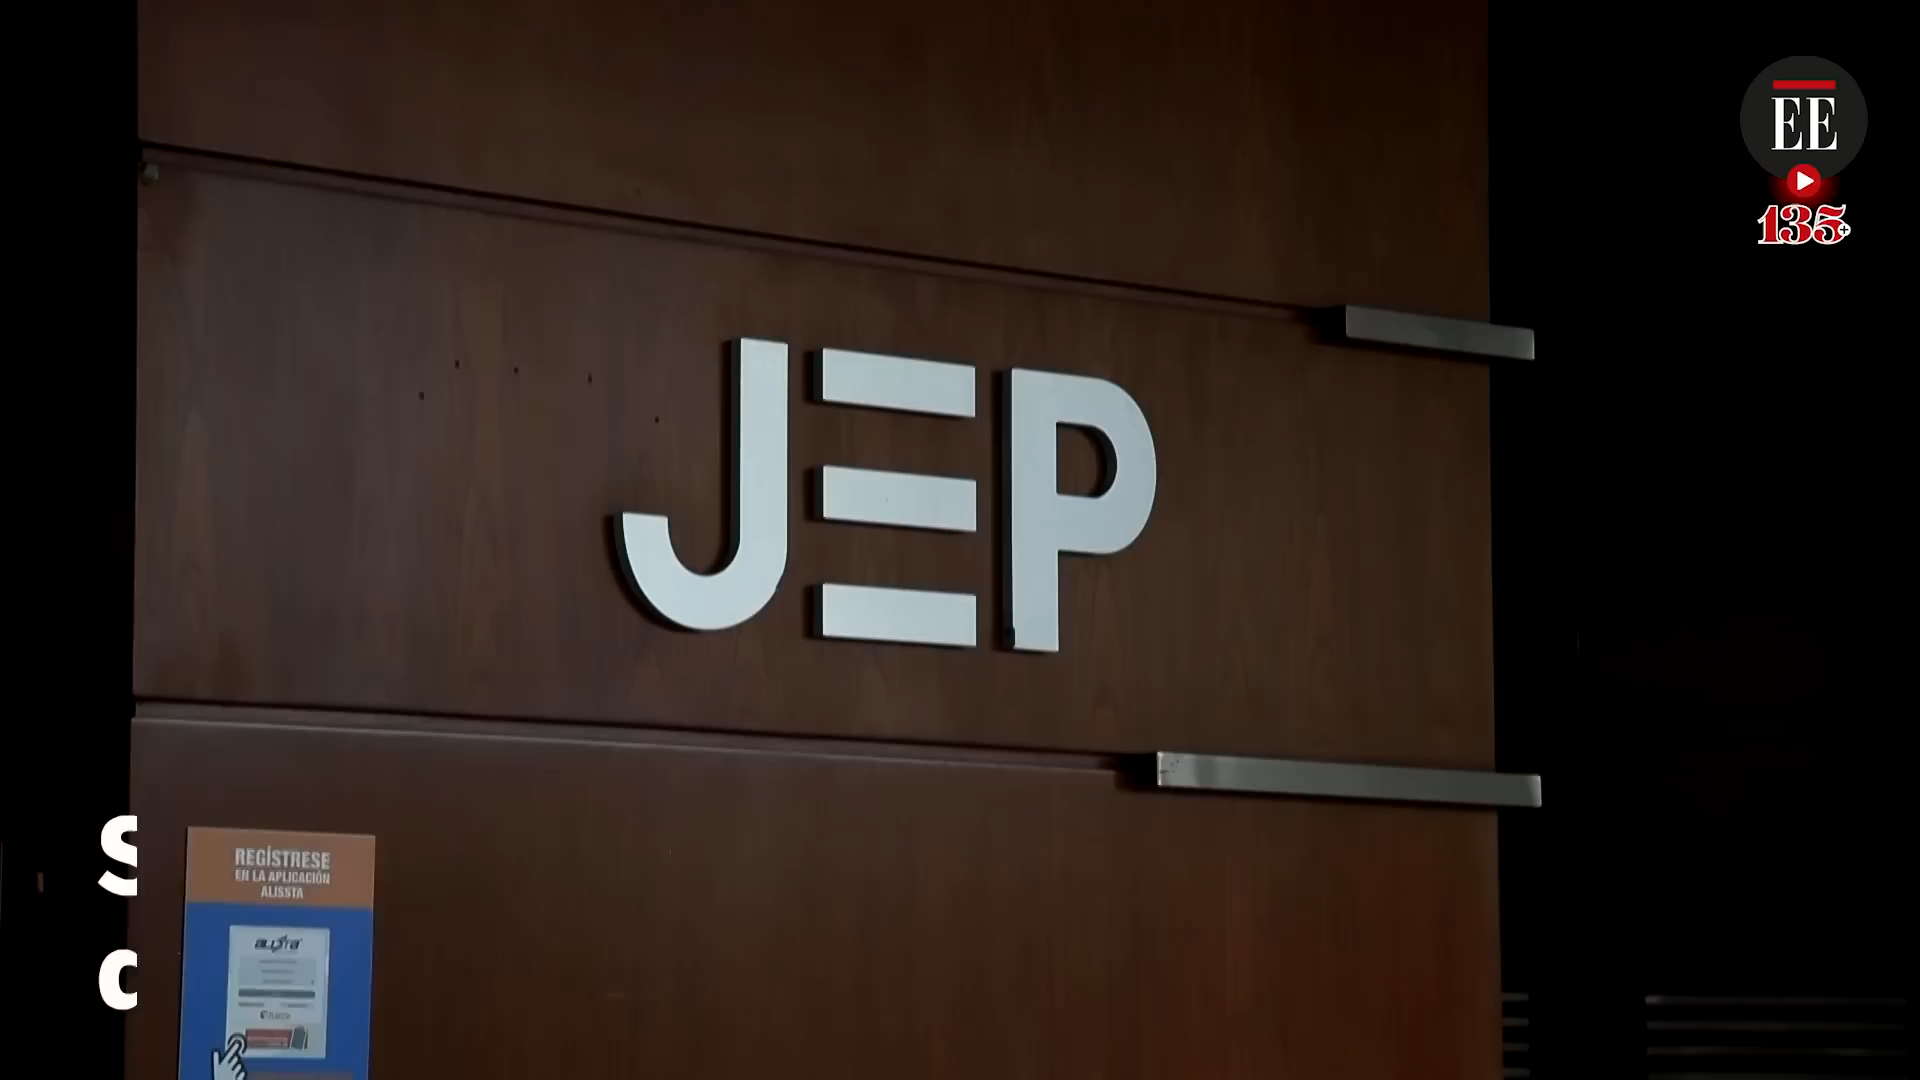 EE
135+
JEP
S
REGÍSTRESE
EN LA APLICACIÓN
ALISSTA